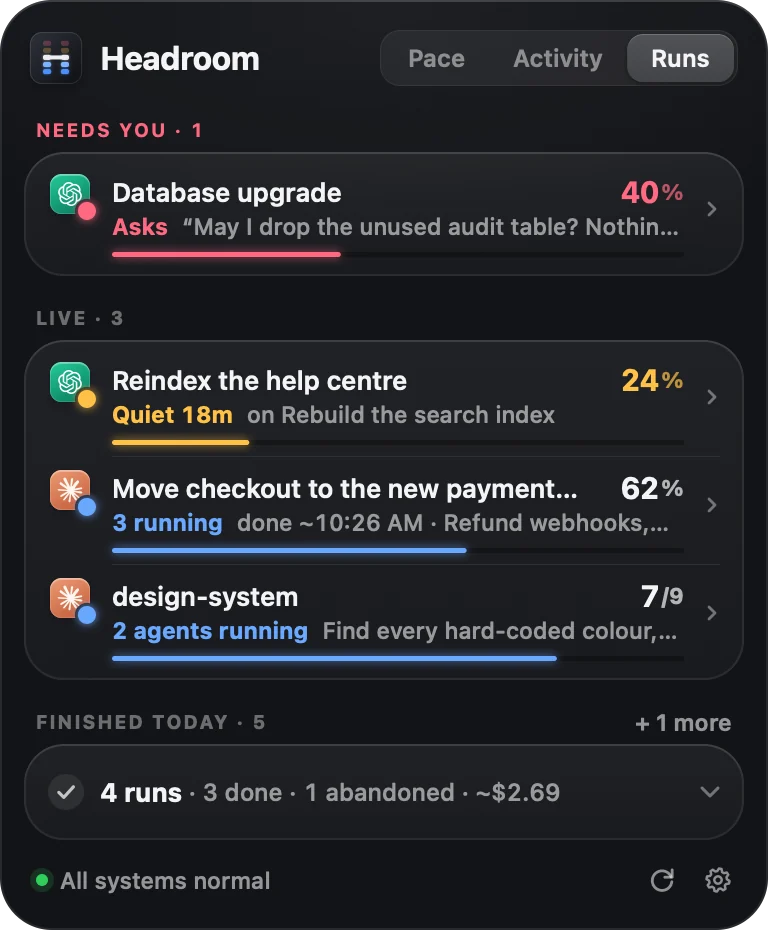 Headroom
Pace Activity Runs
NEEDS YOU · 1
Database upgrade 40%
Asks “May I drop the unused audit table? Nothin...
LIVE · 3
Reindex the help centre 24%
Quiet 18m on Rebuild the search index
Move checkout to the new payment... 62%
3 running done ~10:26 AM · Refund webhooks,...
design-system 7/9
2 agents running Find every hard-coded colour,...
FINISHED TODAY · 5 + 1 more
4 runs · 3 done · 1 abandoned · ~$2.69
All systems normal